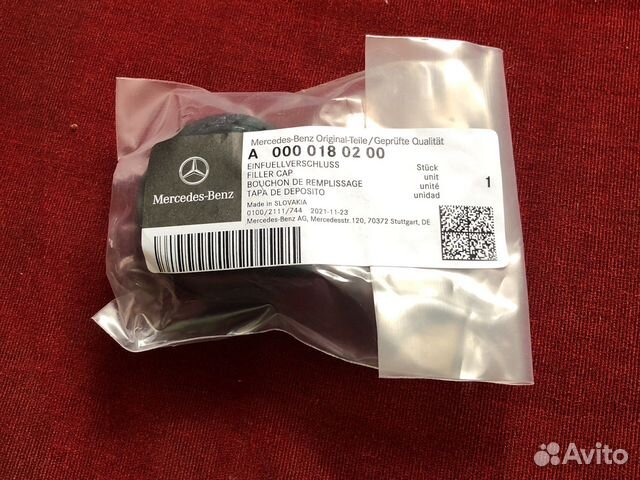 Mercedes-Benz Original-Teile/Geprüfte Qualität
A 000 018 02 00
EINFUELLVERSCHLUSS
FILLER CAP
BOUCHON DE REMPLISSAGE
TAPA DE DEPOSITO
Stück
unit
unité
unidad
1
Made in SLOVAKIA
0100/2111/744 2021-11-23
Mercedes-Benz AG, Mercedesstr.120, 70372 Stuttgart, DE
Mercedes-Benz
Avito